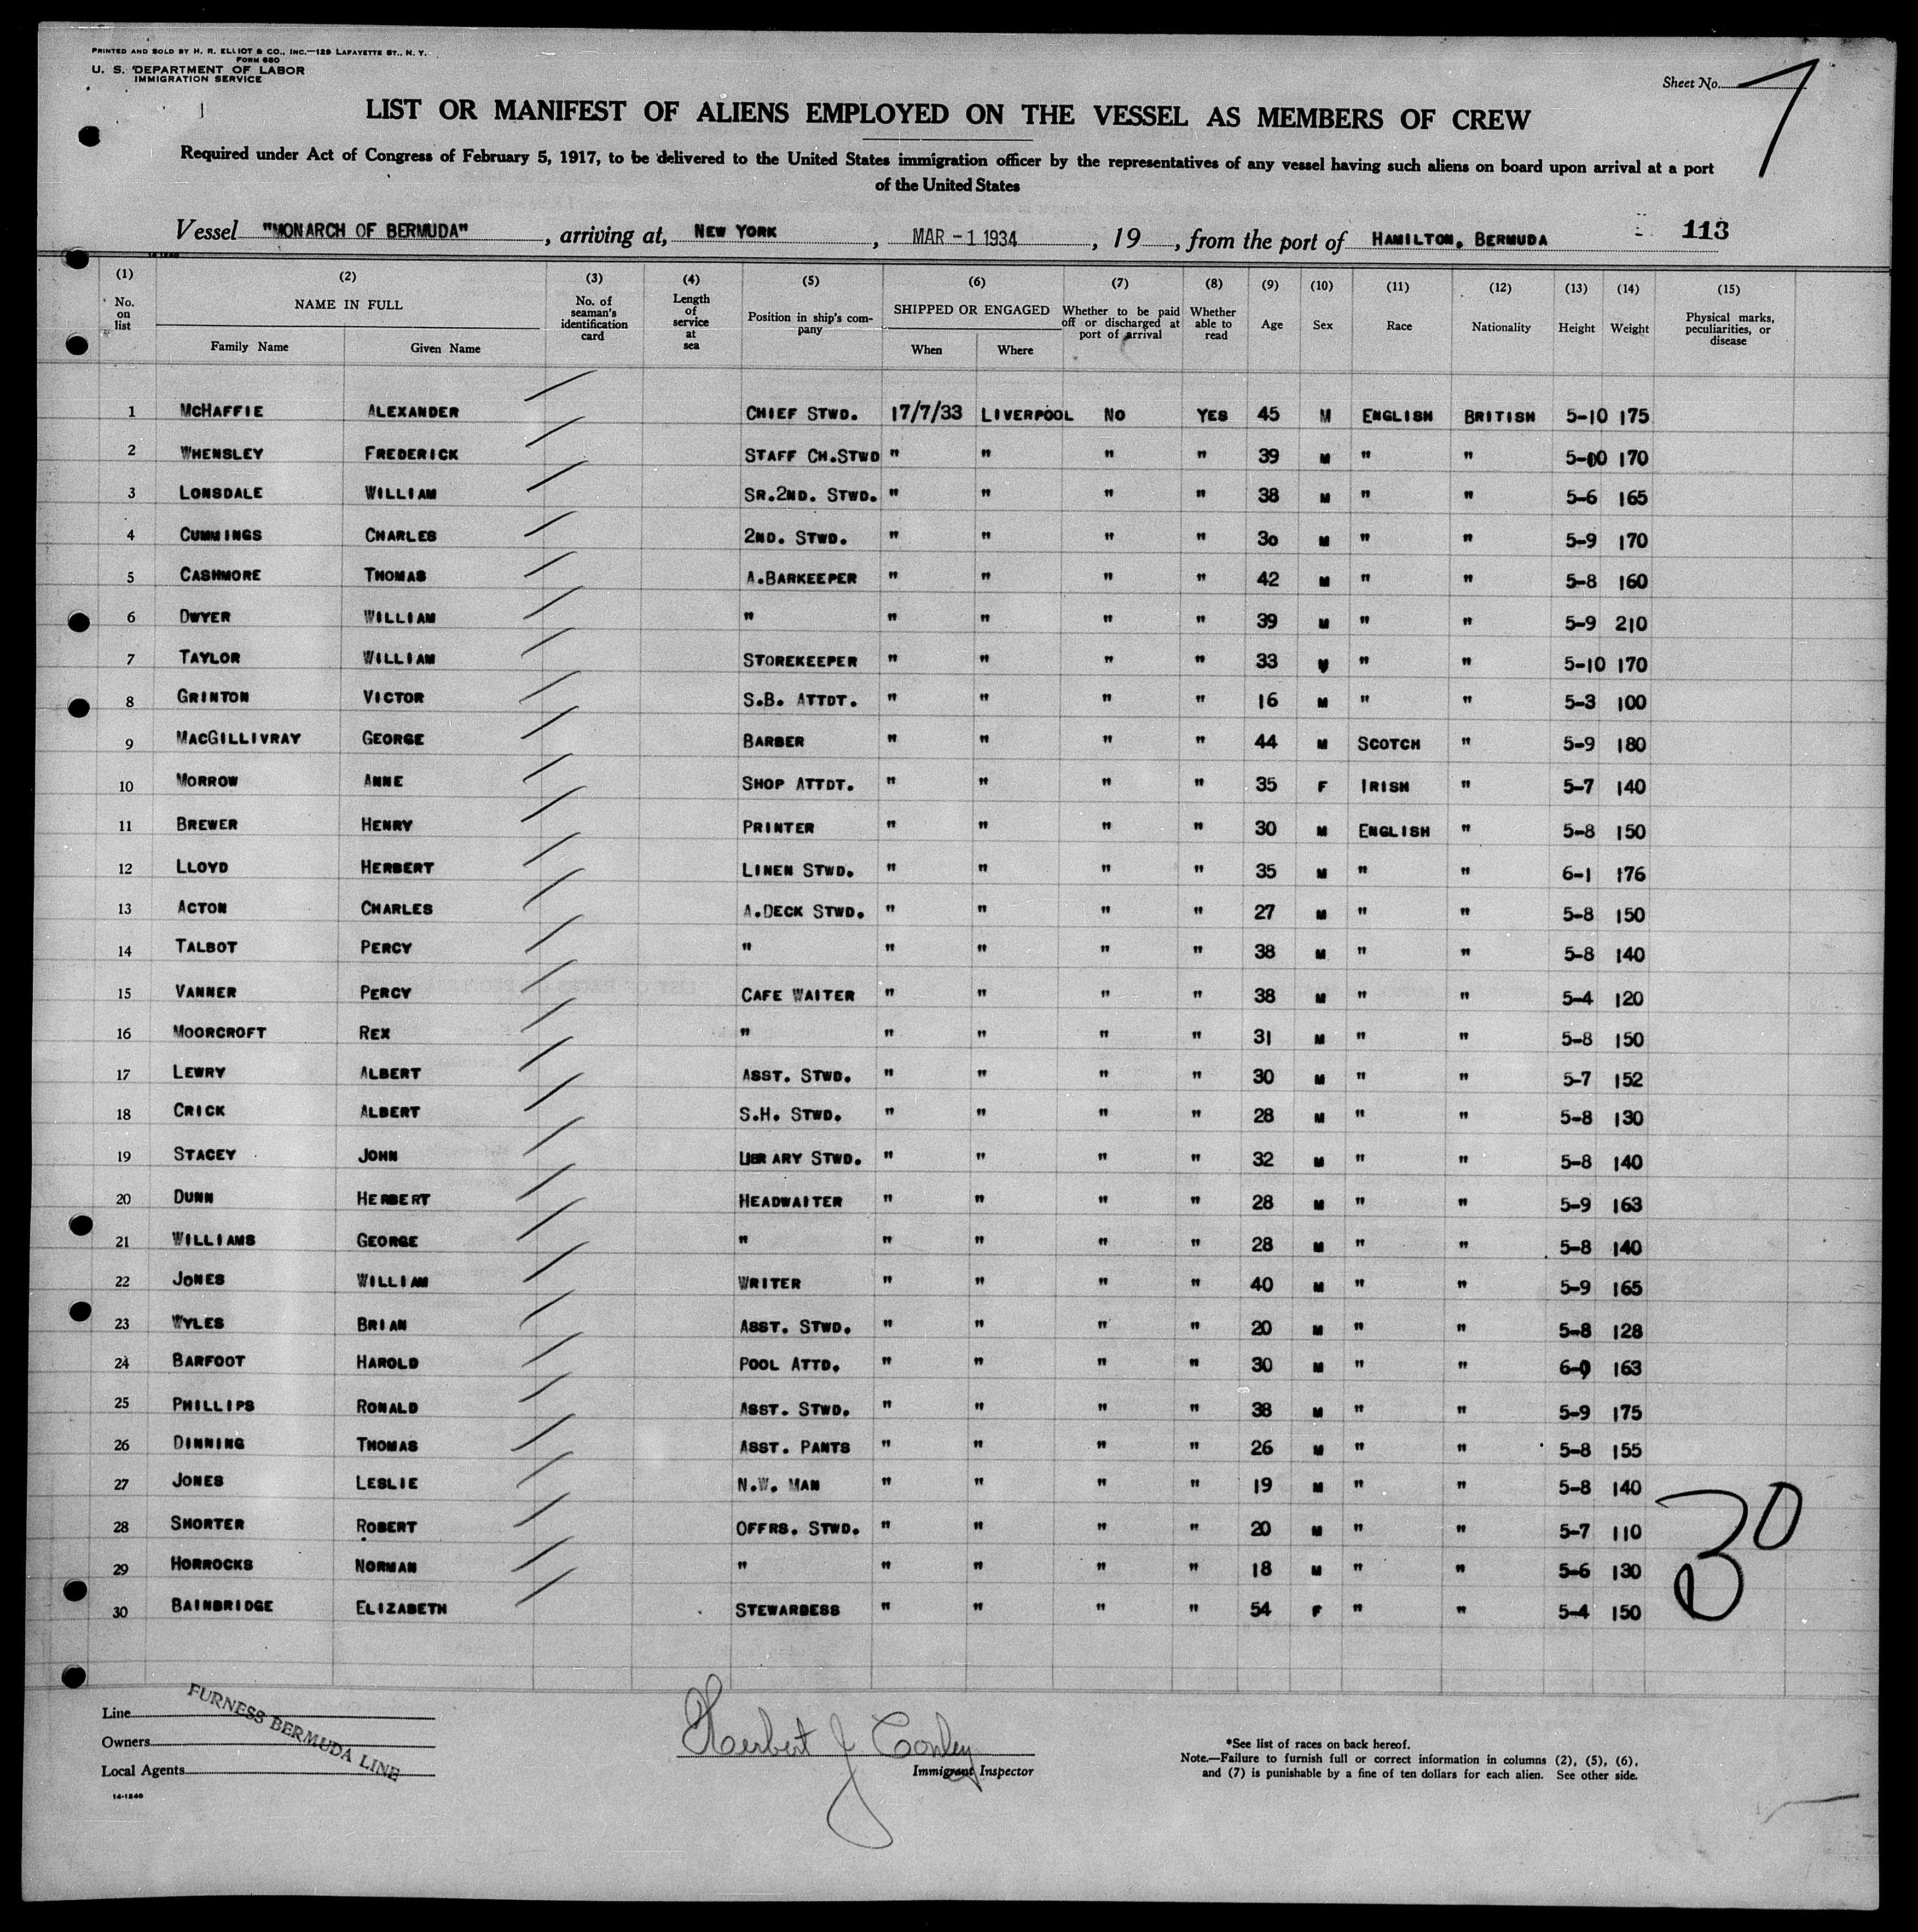 PRINTED AND SOLD BY H. R. ELLIOT & CO., INC.—129 LAFAYETTE ST., N. Y.
FORM 680
U. S. DEPARTMENT OF LABOR
IMMIGRATION SERVICE
Sheet No. 7
LIST OR MANIFEST OF ALIENS EMPLOYED ON THE VESSEL AS MEMBERS OF CREW
Required under Act of Congress of February 5, 1917, to be delivered to the United States immigration officer by the representatives of any vessel having such aliens on board upon arrival at a port
of the United States
Vessel "MONARCH OF BERMUDA", arriving at, NEW YORK, MAR -1 1934, 19, from the port of HAMILTON, BERMUDA 113
(1) (2) (3) (4) (5) (6) (7) (8) (9) (10) (11) (12) (13) (14) (15)
No. on list NAME IN FULL Family Name Given Name No. of seaman's identification card Length of service at sea Position in ship's company SHIPPED OR ENGAGED When Where Whether to be paid off or discharged at port of arrival Whether able to read Age Sex Race Nationality Height Weight Physical marks, peculiarities, or disease
1 McHAFFIE ALEXANDER CHIEF STWD. 17/7/33 LIVERPOOL NO YES 45 M ENGLISH BRITISH 5-10 175
2 WHENSLEY FREDERICK STAFF CH.STWD " " " " 39 M " " 5-00 170
3 LONSDALE WILLIAM SR.2ND. STWD. " " " " 38 M " " 5-6 165
4 CUMMINGS CHARLES 2ND. STWD. " " " " 30 M " " 5-9 170
5 CASHMORE THOMAS A.BARKEEPER " " " " 42 M " " 5-8 160
6 DWYER WILLIAM " " " " " 39 M " " 5-9 210
7 TAYLOR WILLIAM STOREKEEPER " " " " 33 M " " 5-10 170
8 GRINTON VICTOR S.B. ATTDT. " " " " 16 M " " 5-3 100
9 MACGILLIVRAY GEORGE BARBER " " " " 44 M SCOTCH " 5-9 180
10 MORROW ANNE SHOP ATTDT. " " " " 35 F IRISH " 5-7 140
11 BREWER HENRY PRINTER " " " " 30 M ENGLISH " 5-8 150
12 LLOYD HERBERT LINEN STWD. " " " " 35 M " " 6-1 176
13 ACTON CHARLES A.DECK STWD. " " " " 27 M " " 5-8 150
14 TALBOT PERCY " " " " " 38 M " " 5-8 140
15 VANNER PERCY CAFE WAITER " " " " 38 M " " 5-4 120
16 MOORCROFT REX " " " " " 31 M " " 5-8 150
17 LEWRY ALBERT ASST. STWD. " " " " 30 M " " 5-7 152
18 CRICK ALBERT S.H. STWD. " " " " 28 M " " 5-8 130
19 STACEY JOHN LIBRARY STWD. " " " " 32 M " " 5-8 140
20 DUNN HERBERT HEADWAITER " " " " 28 M " " 5-9 163
21 WILLIAMS GEORGE " " " " " 28 M " " 5-8 140
22 JONES WILLIAM WRITER " " " " 40 M " " 5-9 165
23 WYLES BRIAN ASST. STWD. " " " " 20 M " " 5-8 128
24 BARFOOT HAROLD POOL ATTD. " " " " 30 M " " 6-0 163
25 PHILLIPS RONALD ASST. STWD. " " " " 38 M " " 5-9 175
26 DINNING THOMAS ASST. PANTS " " " " 26 M " " 5-8 155
27 JONES LESLIE N.W. MAN " " " " 19 M " " 5-8 140
28 SHORTER ROBERT OFFRS. STWD. " " " " 20 M " " 5-7 110
29 HORROCKS NORMAN " " " " " 18 M " " 5-6 130
30 BAINBRIDGE ELIZABETH STEWARDESS " " " " 54 F " " 5-4 150
30
Line
Owners
Local Agents
FURNESS BERMUDA LINE
14-1240
Herbert J Conley
Immigrant Inspector
*See list of races on back hereof.
Note.—Failure to furnish full or correct information in columns (2), (5), (6),
and (7) is punishable by a fine of ten dollars for each alien. See other side.